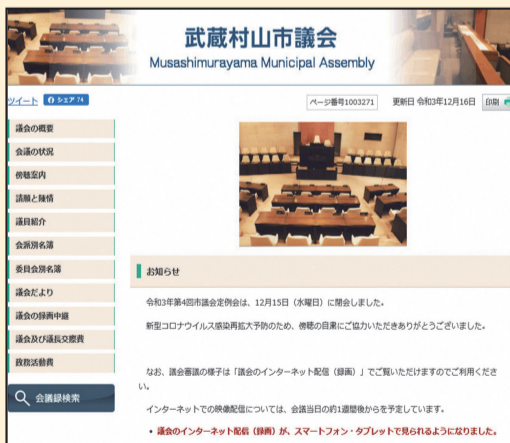 武蔵村山市議会
Musashimurayama Municipal Assembly
ツイート シェア 74
ページ番号1003271 更新日 令和3年12月16日 印刷
議会の概要
会議の状況
傍聴案内
請願と陳情
議員紹介
会派別名簿
委員会別名簿
議会だより
議会の録画中継
議会及び議長交際費
政務活動費
会議録検索
お知らせ
令和3年第4回市議会定例会は、12月15日（水曜日）に閉会しました。
新型コロナウイルス感染再拡大予防のため、傍聴の自粛にご協力いただきありがとうございました。
なお、議会審議の様子は「議会のインターネット配信（録画）」でご覧いただけますのでご利用くださ
い。
インターネットでの映像配信については、会議当日の約1週間後からを予定しています。
• 議会のインターネット配信（録画）が、スマートフォン・タブレットで見られるようになりました。